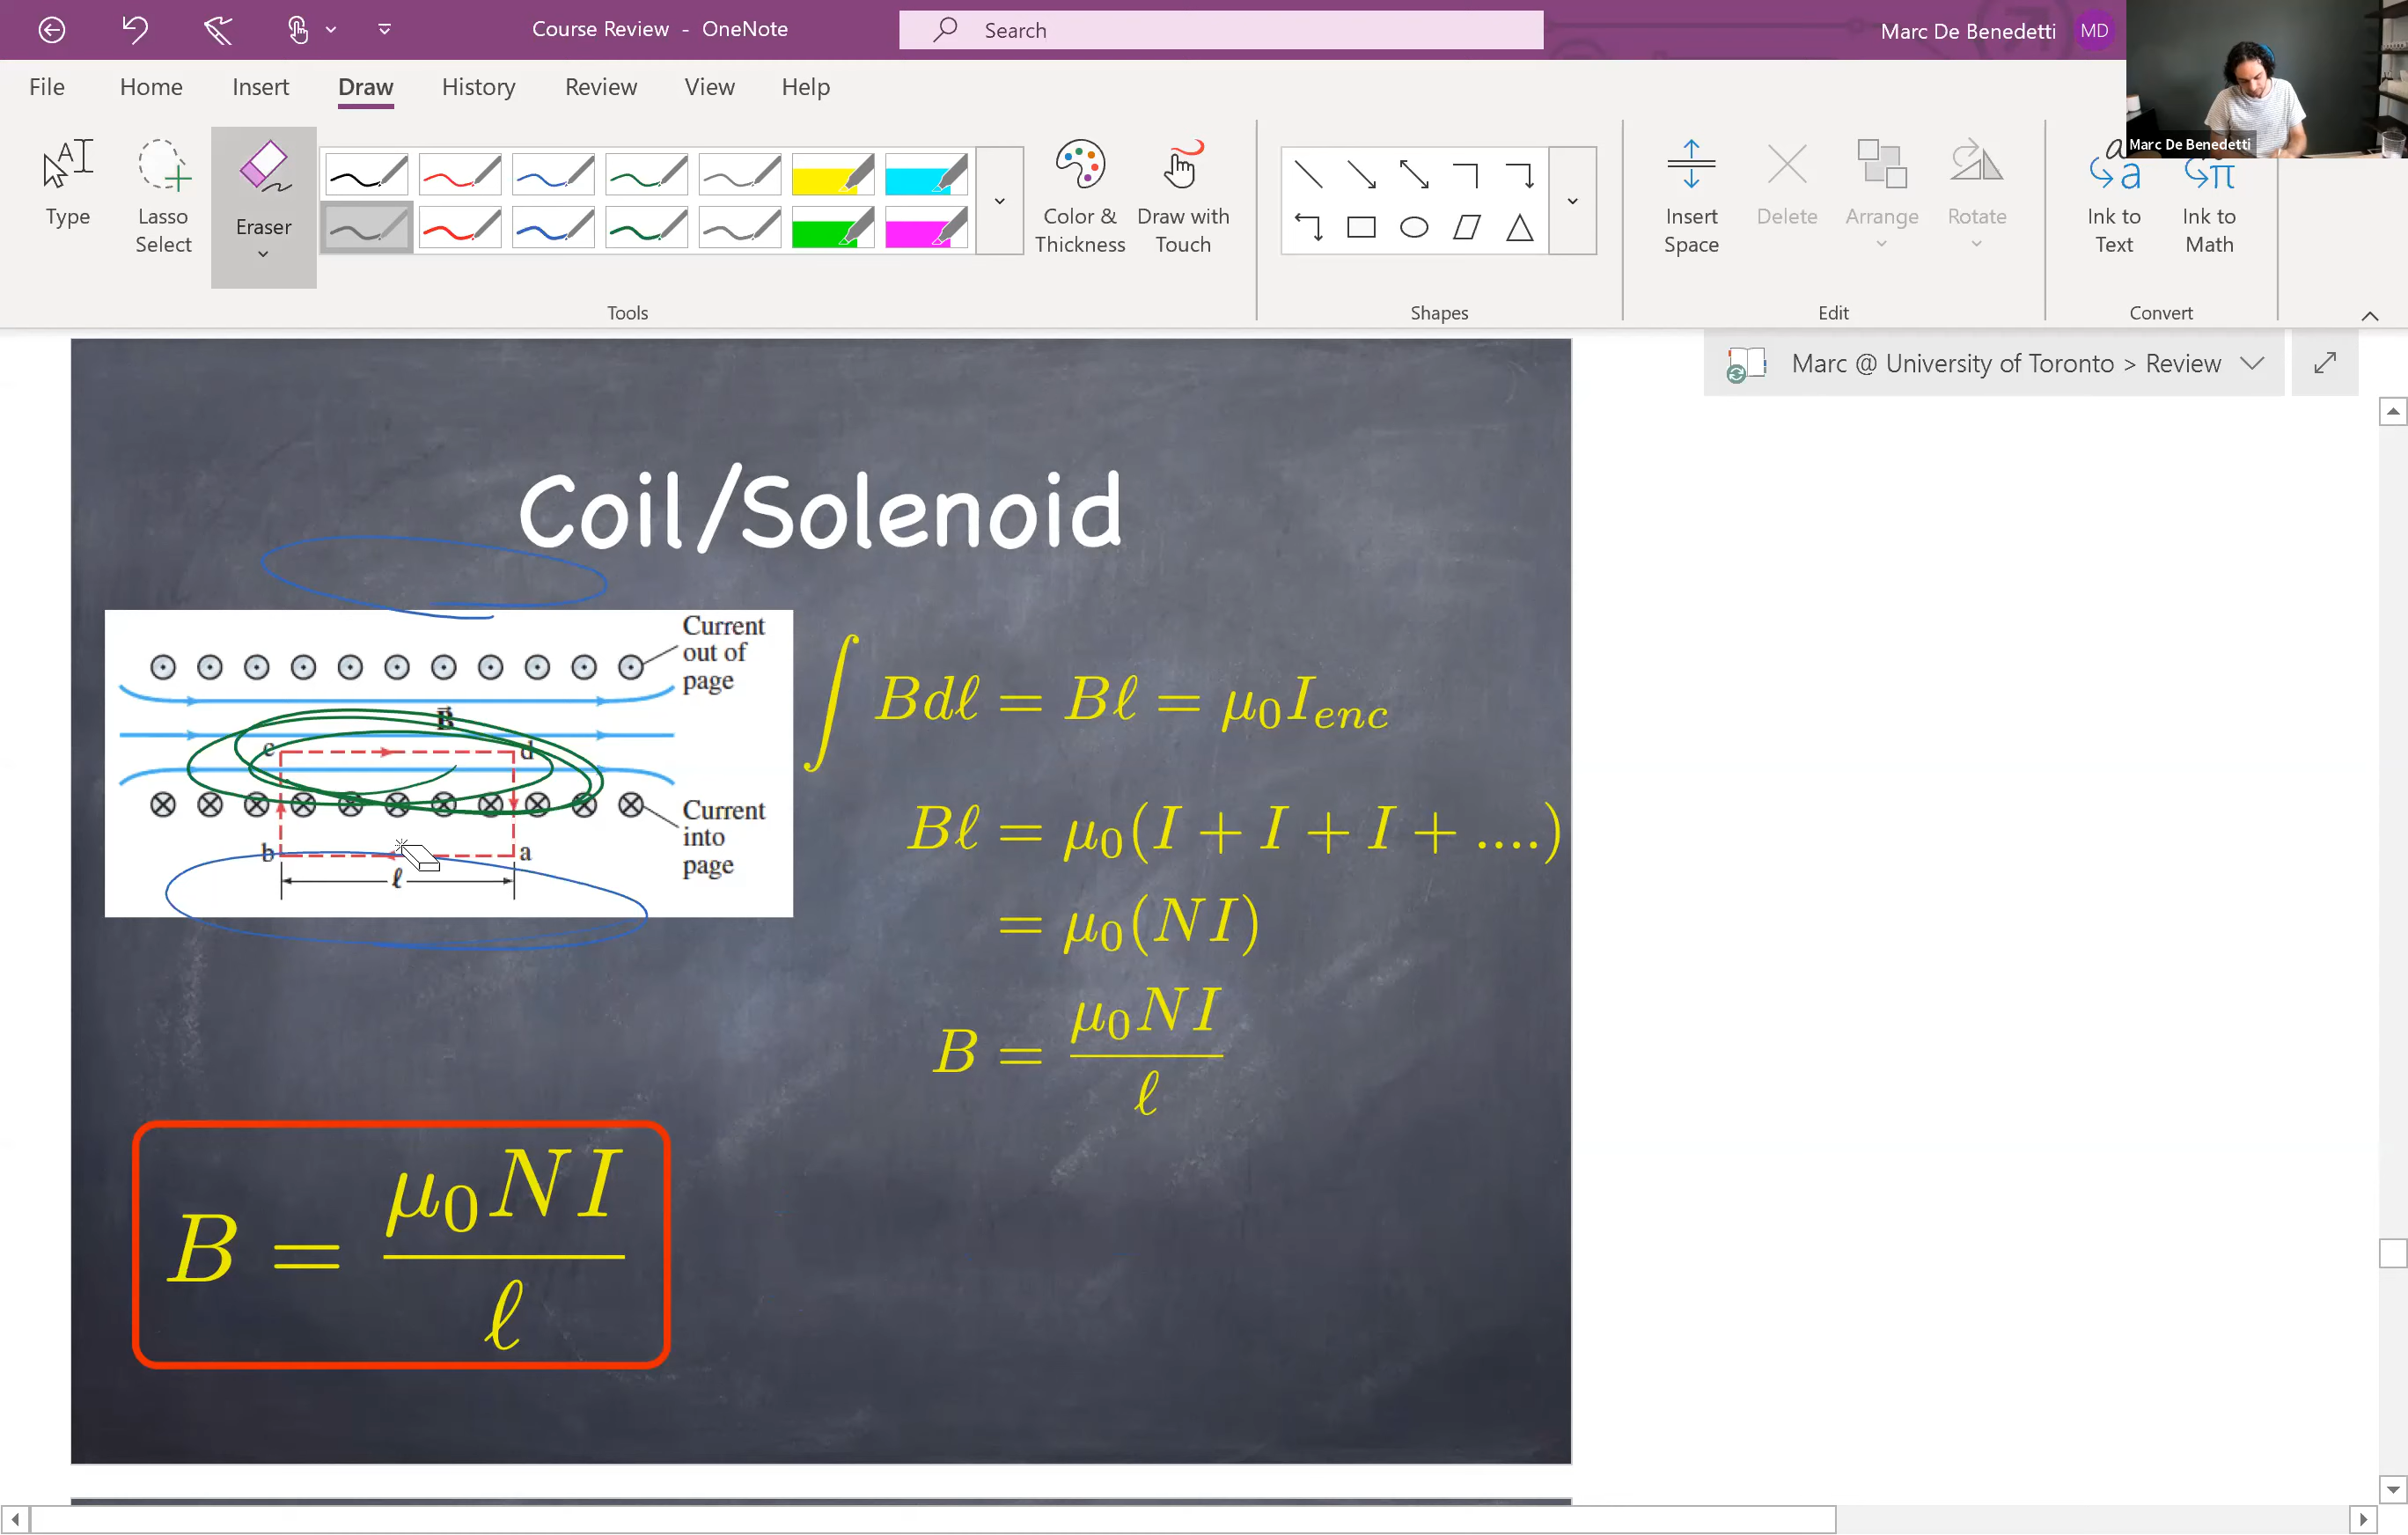 Course Review - OneNote
Search
Marc De Benedetti MD
File Home Insert Draw History Review View Help
Type
Lasso Select
Eraser
Color & Thickness
Draw with Touch
Insert Space
Delete
Arrange
Rotate
Ink to Text
Ink to Math
Tools
Shapes
Edit
Convert
Marc De Benedetti
Marc @ University of Toronto > Review
Coil/Solenoid
Current
out of
page
B⃗
c d
Current
into
page
b a
ℓ
∫ Bdℓ = Bℓ = μ₀I_enc
Bℓ = μ₀(I + I + I + ....)
= μ₀(NI)
B = μ₀NI / ℓ
B = μ₀NI / ℓ